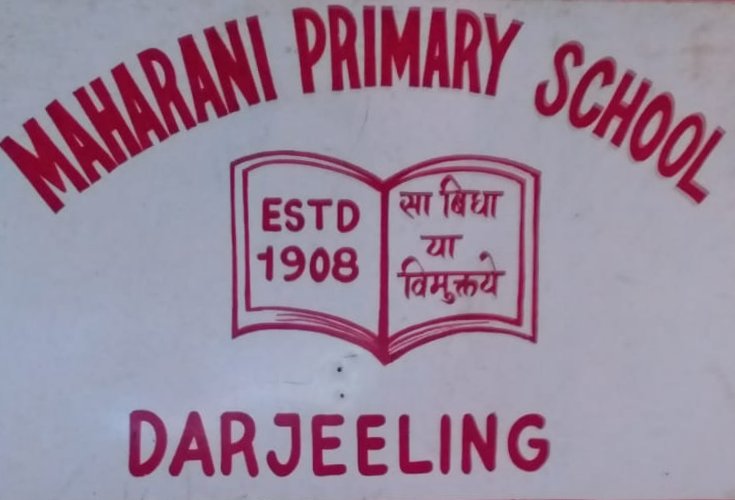 MAHARANI PRIMARY SCHOOL
ESTD
1908
सा बिधा
या
विमुक्तये
DARJEELING